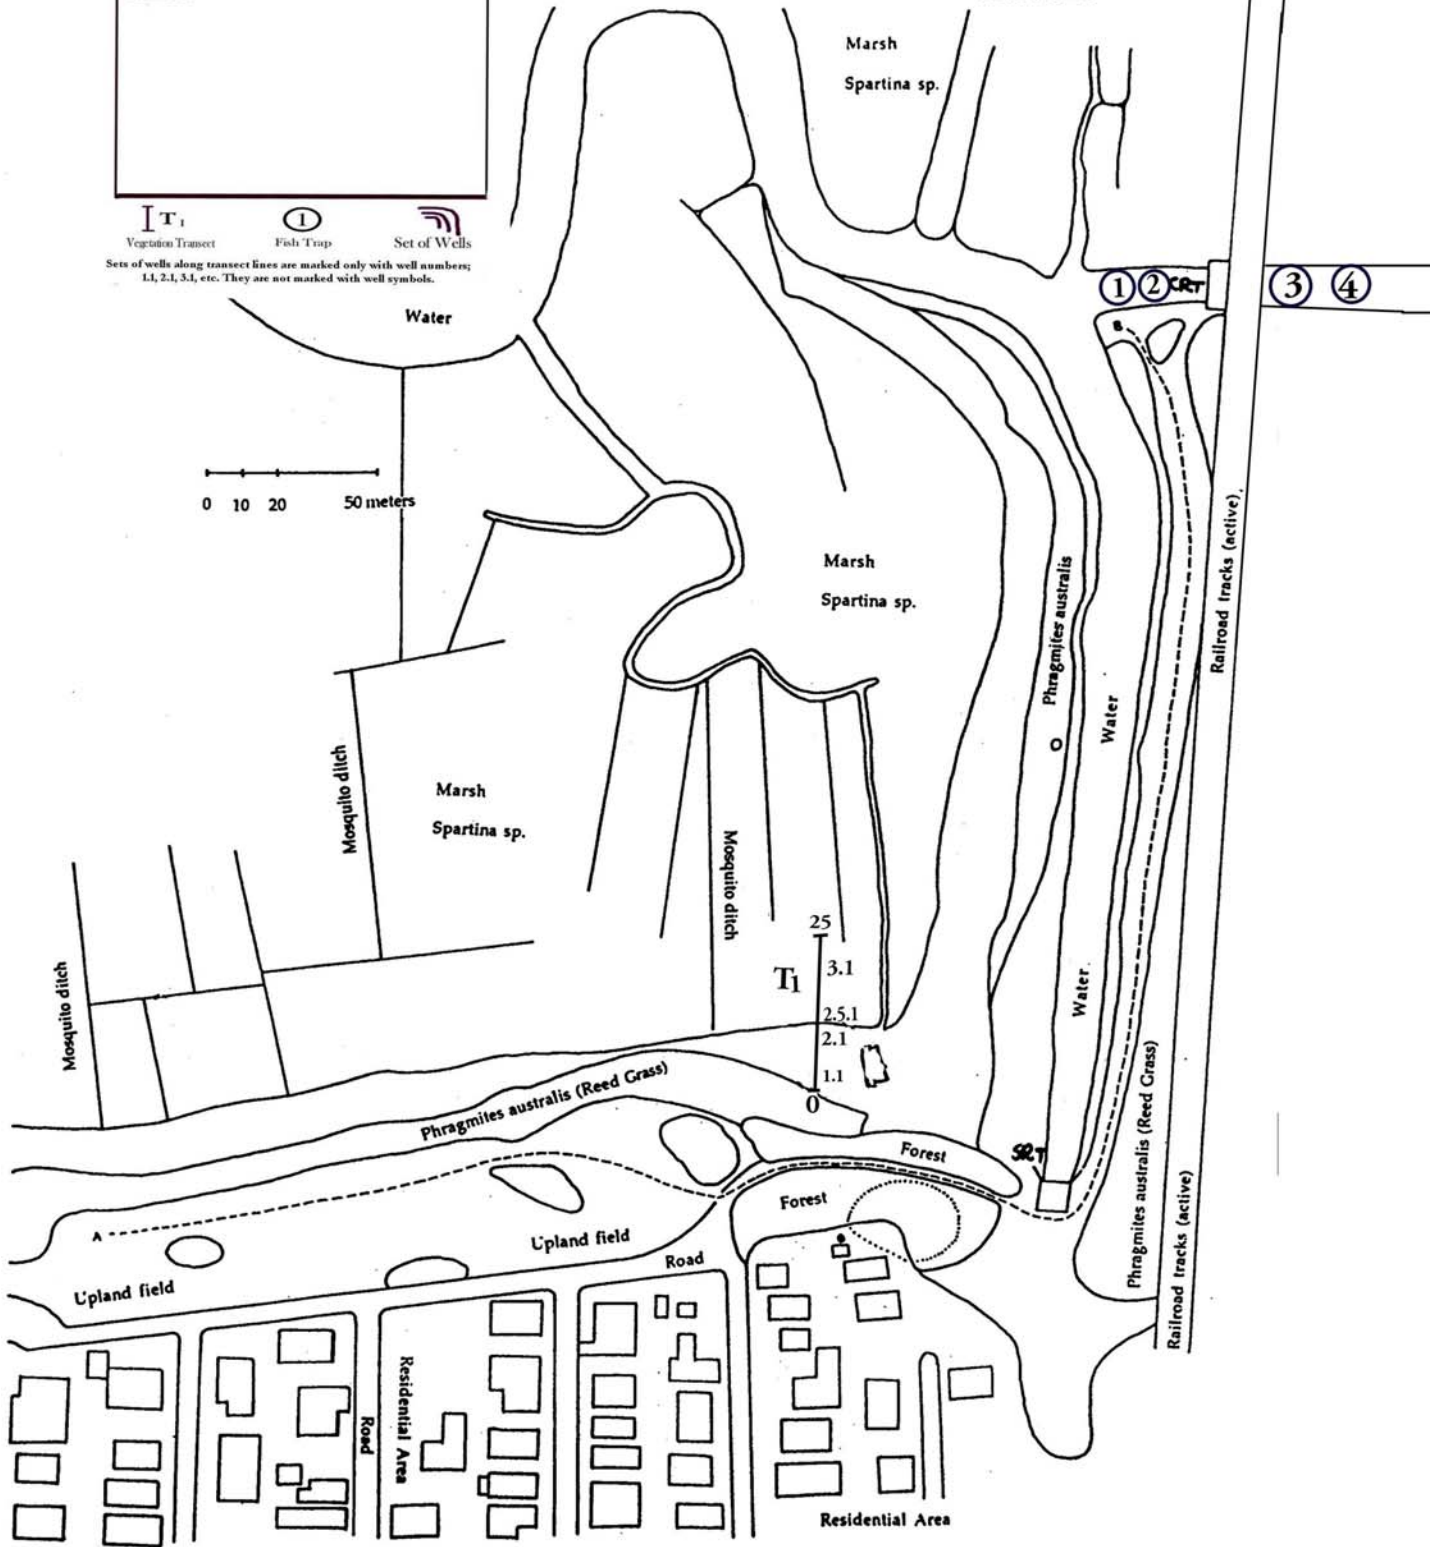 Marsh
Spartina sp.
T1
1
Vegetation Transect
Fish Trap
Set of Wells
Sets of wells along transect lines are marked only with well numbers;
1.1, 2.1, 3.1, etc. They are not marked with well symbols.
1
2
CRT
3
4
Water
B
0 10 20 50 meters
Marsh
Spartina sp.
Phragmites australis
Railroad tracks (active)
Water
Mosquito ditch
Marsh
Spartina sp.
Mosquito ditch
25
T1
3.1
2.5.1
2.1
1.1
0
Mosquito ditch
Water
Phragmites australis (Reed Grass)
Phragmites australis (Reed Grass)
Forest
SRT
Forest
A
Upland field
Upland field
Road
Railroad tracks (active)
Road
Residential Area
Residential Area